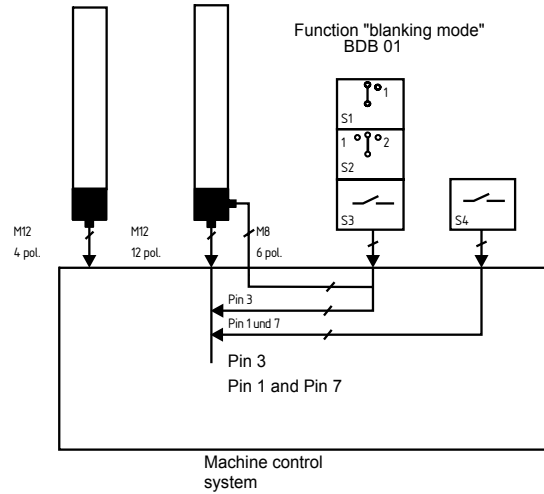 Function "blanking mode"
BDB 01
1
S1
1 2
S2
S3
S4
M12
4 pol.
M12
12 pol.
M8
6 pol.
Pin 3
Pin 1 und 7
Pin 3
Pin 1 and Pin 7
Machine control
system